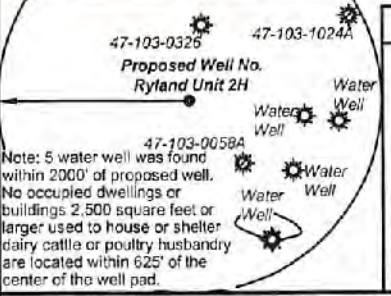 47-103-0326
47-103-1024A
Proposed Well No.
Ryland Unit 2H
Water
Well
Water
Well
47-103-0058A
Note: 5 water well was found
within 2000' of proposed well.
No occupied dwellings or
buildings 2,500 square feet or
larger used to house or shelter
dairy cattle or poultry husbandry
are located within 625' of the
center of the well pad.
Water
Well
Water
Well